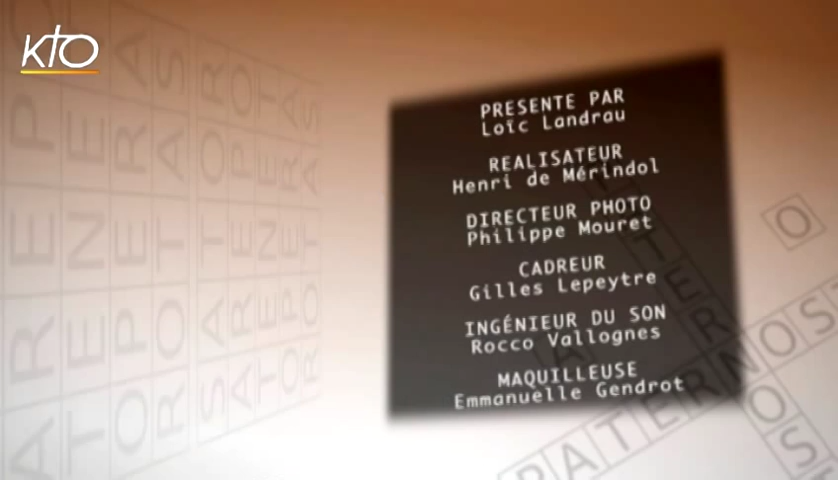 KTO
PRESENTE PAR
Loïc Landrau
REALISATEUR
Henri de Mérindol
DIRECTEUR PHOTO
Philippe Mouret
CADREUR
Gilles Lepeytre
INGÉNIEUR DU SON
Rocco Vallognes
MAQUILLEUSE
Emmanuelle Gendrot
PATERNOS